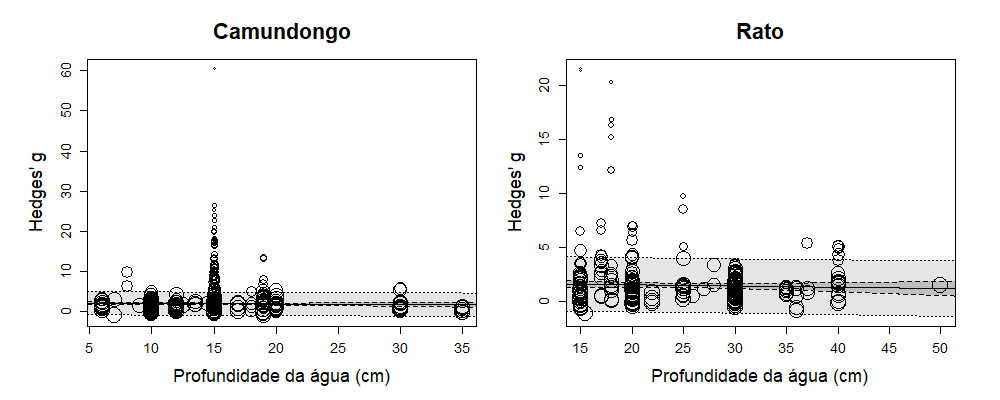 Camundongo
Hedges' g
60
50
40
30
20
10
0
5 10 15 20 25 30 35
Profundidade da água (cm)
Rato
Hedges' g
20
15
10
5
0
15 20 25 30 35 40 45 50
Profundidade da água (cm)